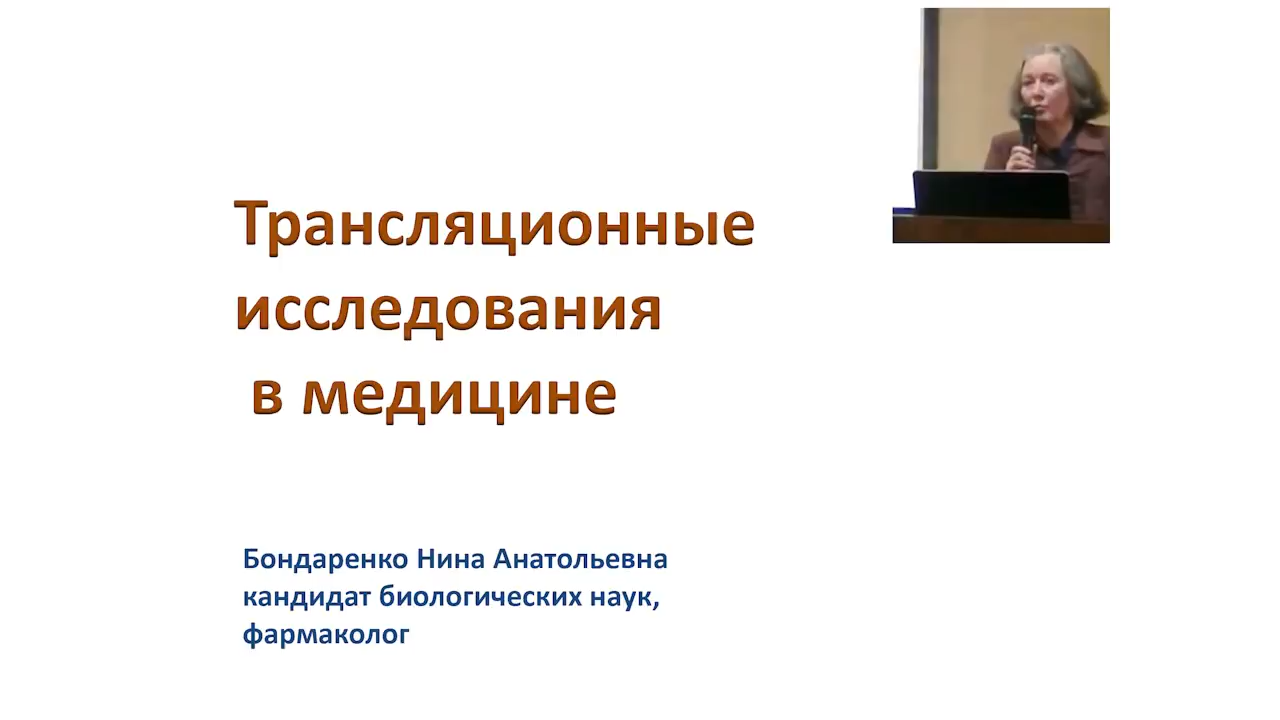 Трансляционные
исследования
в медицине
Бондаренко Нина Анатольевна
кандидат биологических наук,
фармаколог